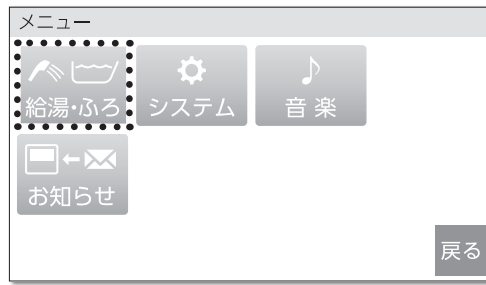 メニュー
給湯・ふろ
システム
音楽
お知らせ
戻る